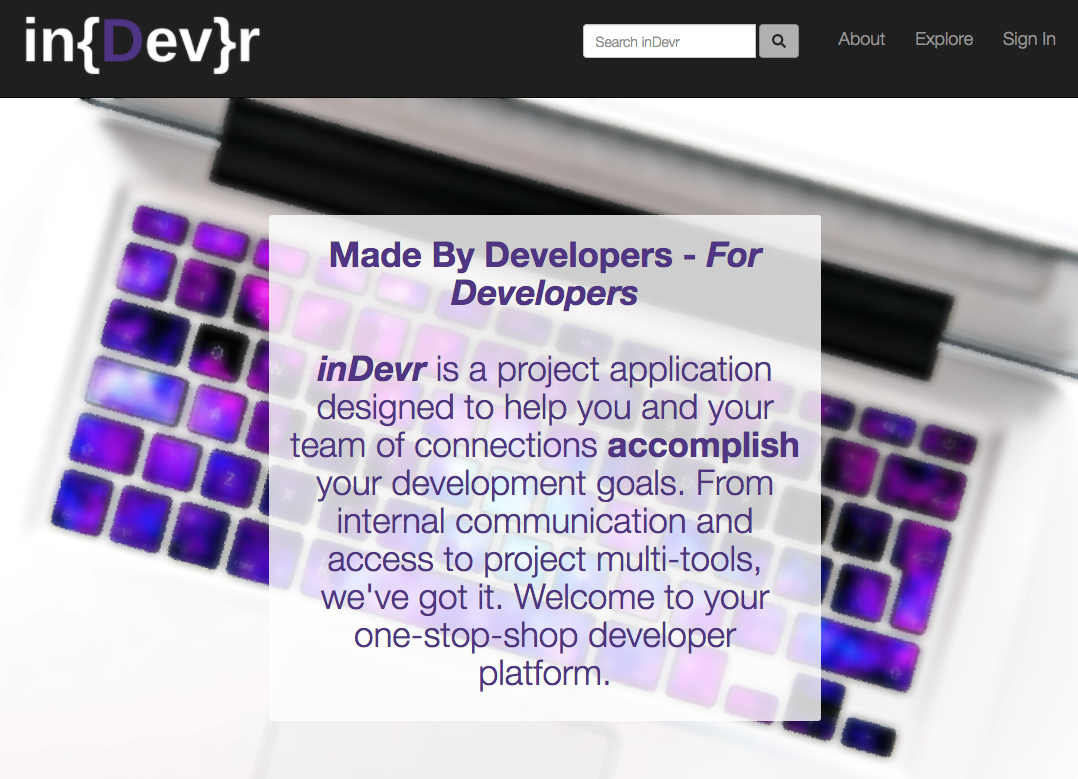 in{Dev}r
Search inDevr
About Explore Sign In
Made By Developers - For
Developers
inDevr is a project application
designed to help you and your
team of connections accomplish
your development goals. From
internal communication and
access to project multi-tools,
we've got it. Welcome to your
one-stop-shop developer
platform.